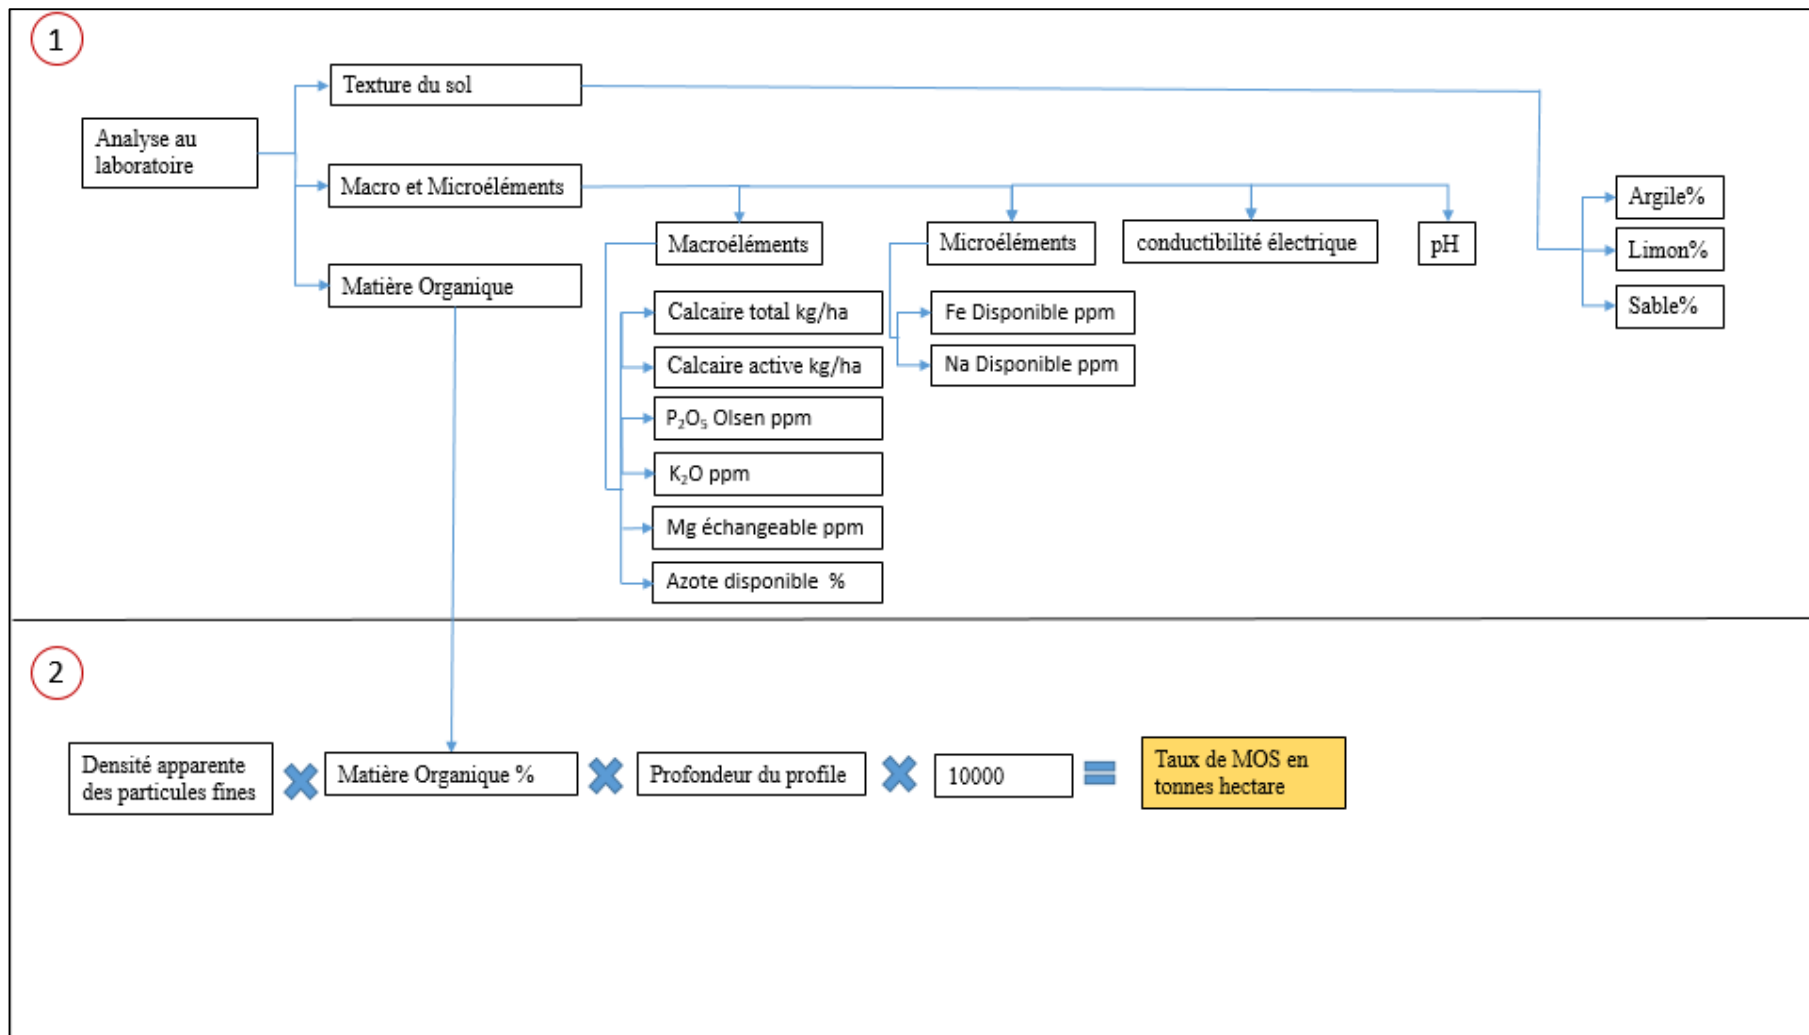 1
Texture du sol
Analyse au
laboratoire
Macro et Microéléments
Matière Organique
Macroéléments
Microéléments
conductibilité électrique
pH
Argile%
Limon%
Sable%
Calcaire total kg/ha
Calcaire active kg/ha
P₂O₅ Olsen ppm
K₂O ppm
Mg échangeable ppm
Azote disponible %
Fe Disponible ppm
Na Disponible ppm
2
Densité apparente
des particules fines
Matière Organique %
Profondeur du profile
10000
Taux de MOS en
tonnes hectare